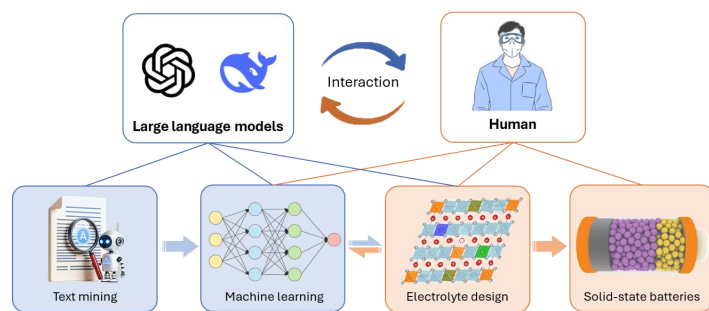 Interaction
Large language models
Human
A
Text mining
Machine learning
Electrolyte design
Solid-state batteries